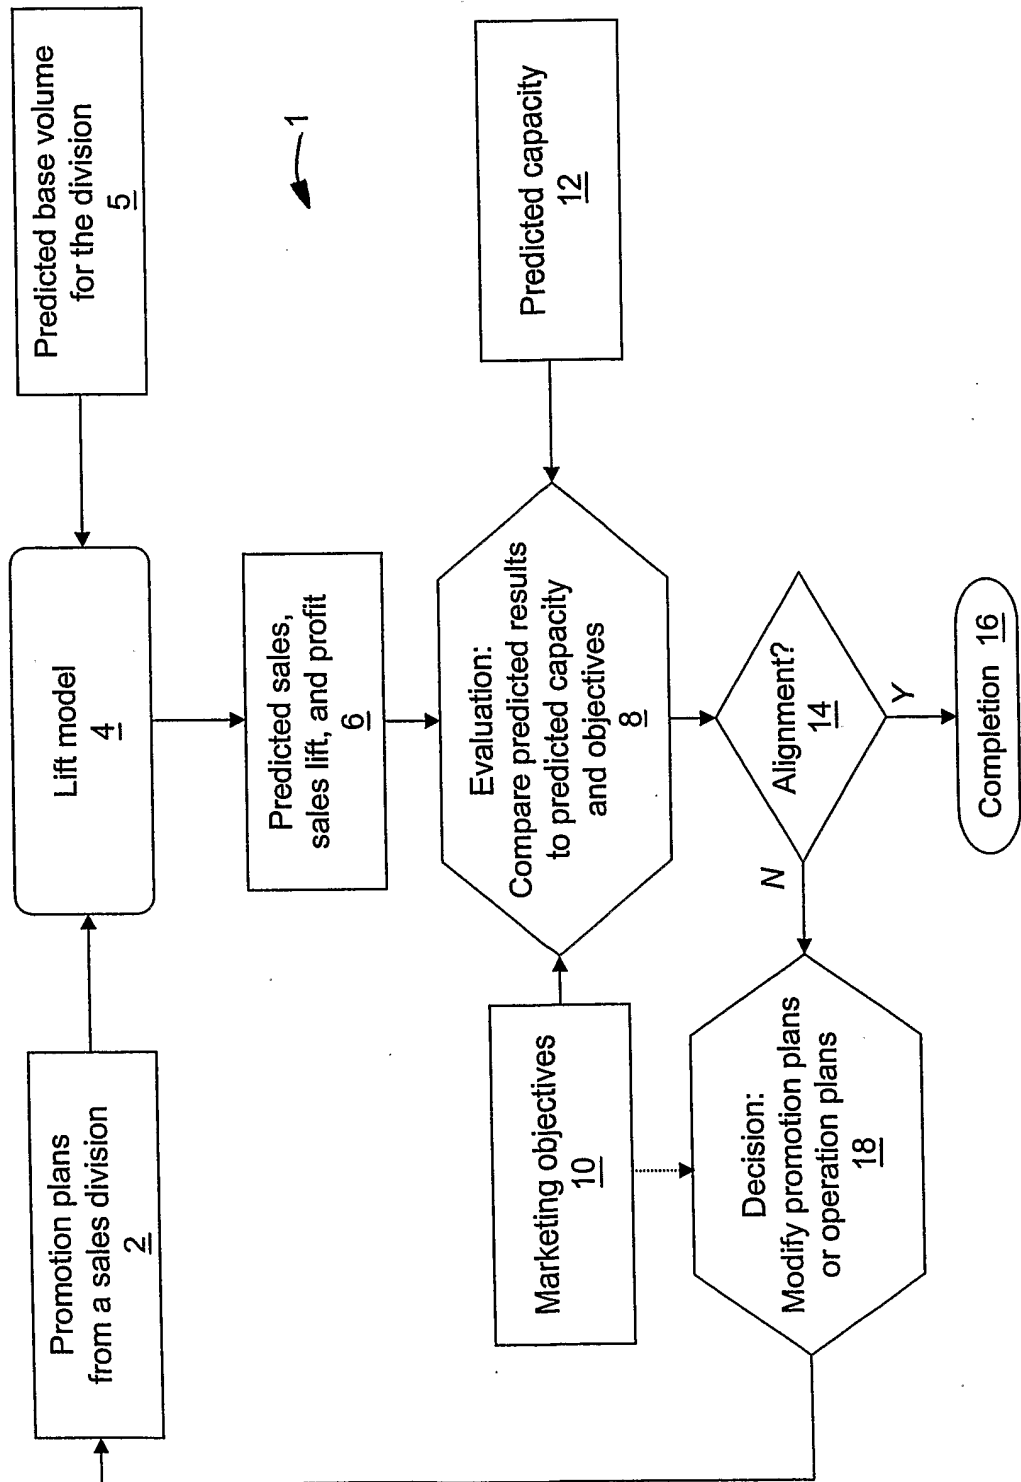 Promotion plans
from a sales division
2
Lift model
4
Predicted base volume
for the division
5
1
Predicted sales,
sales lift, and profit
6
Marketing objectives
10
Evaluation:
Compare predicted results
to predicted capacity
and objectives
8
Predicted capacity
12
Alignment?
14
N
Y
Decision:
Modify promotion plans
or operation plans
18
Completion 16